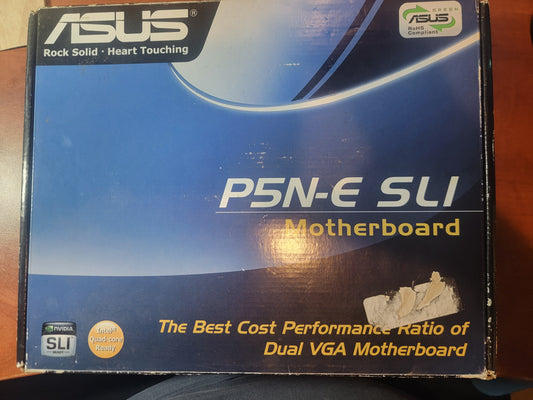 ASUS®
Rock Solid · Heart Touching
GREEN
ASUS
RoHS
Compliant
P5N-E SLI
Motherboard
NVIDIA
SLI
READY
Intel®
Quad-core
Ready
The Best Cost Performance Ratio of
Dual VGA Motherboard